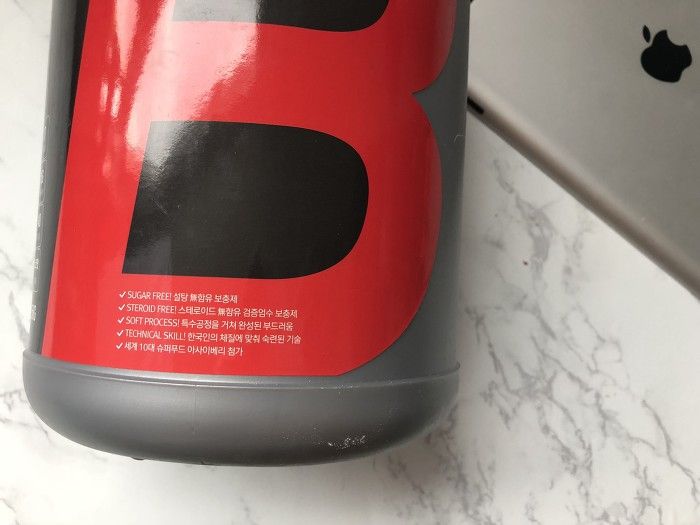 B
✓ SUGAR FREE! 설탕 無함유 보충제
✓ STEROID FREE! 스테로이드 無함유 검증엄수 보충제
✓ SOFT PROCESS! 특수공정을 거쳐 완성된 부드러움
✓ TECHNICAL SKILL! 한국인의 체질에 맞춰 숙련된 기술
✓ 세계 10대 슈퍼푸드 아사이베리 첨가